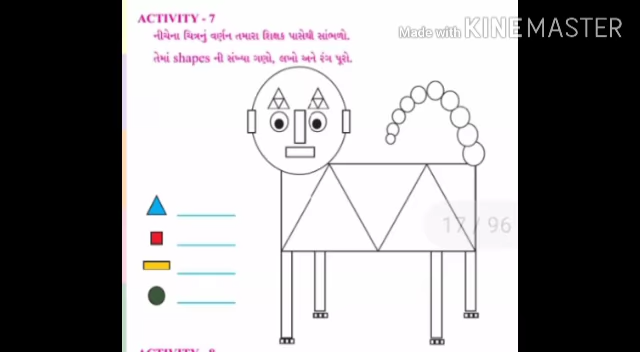 ACTIVITY - 7
Made with KINEMASTER
નીચેના ચિત્રનું વર્ણન તમારા શિક્ષક પાસેથી સાંભળો.
તેમાં shapes ની સંખ્યા ગણો, લખો અને રંગ પૂરો.
17 / 96